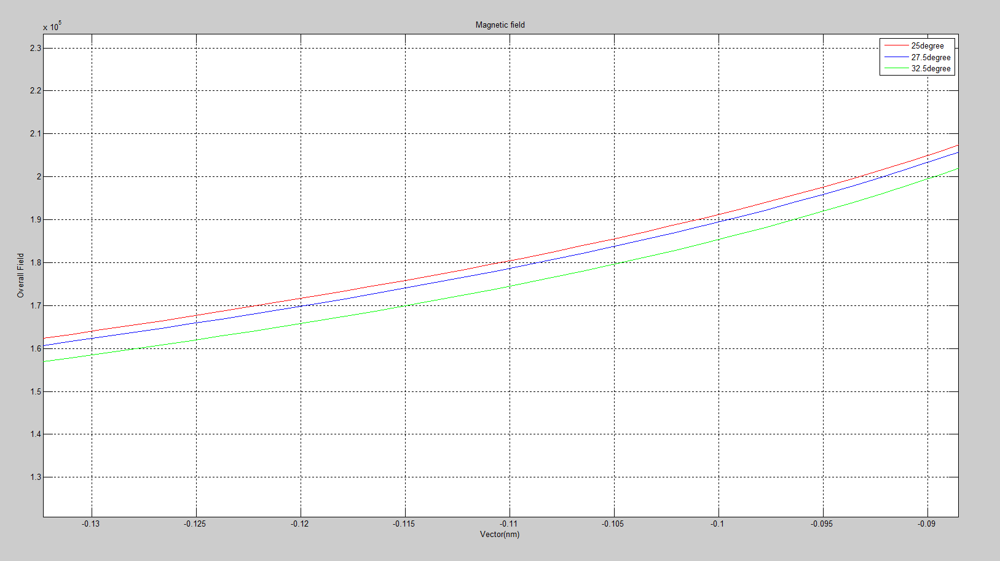 Magnetic field
x 10^5
25degree
27.5degree
32.5degree
2.3
2.2
2.1
2
1.9
1.8
1.7
1.6
1.5
1.4
1.3
Overall Field
-0.13 -0.125 -0.12 -0.115 -0.11 -0.105 -0.1 -0.095 -0.09
Vector(nm)